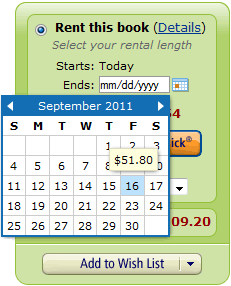 Rent this book (Details)
Select your rental length
Starts: Today
Ends: mm/dd/yyyy
September 2011
S M T W T F S
1 2 3
$51.80
4 5 6 7 8 10
11 12 13 14 15 16 17
18 19 20 21 22 23 24
25 26 27 28 29 30
09.20
Add to Wish List